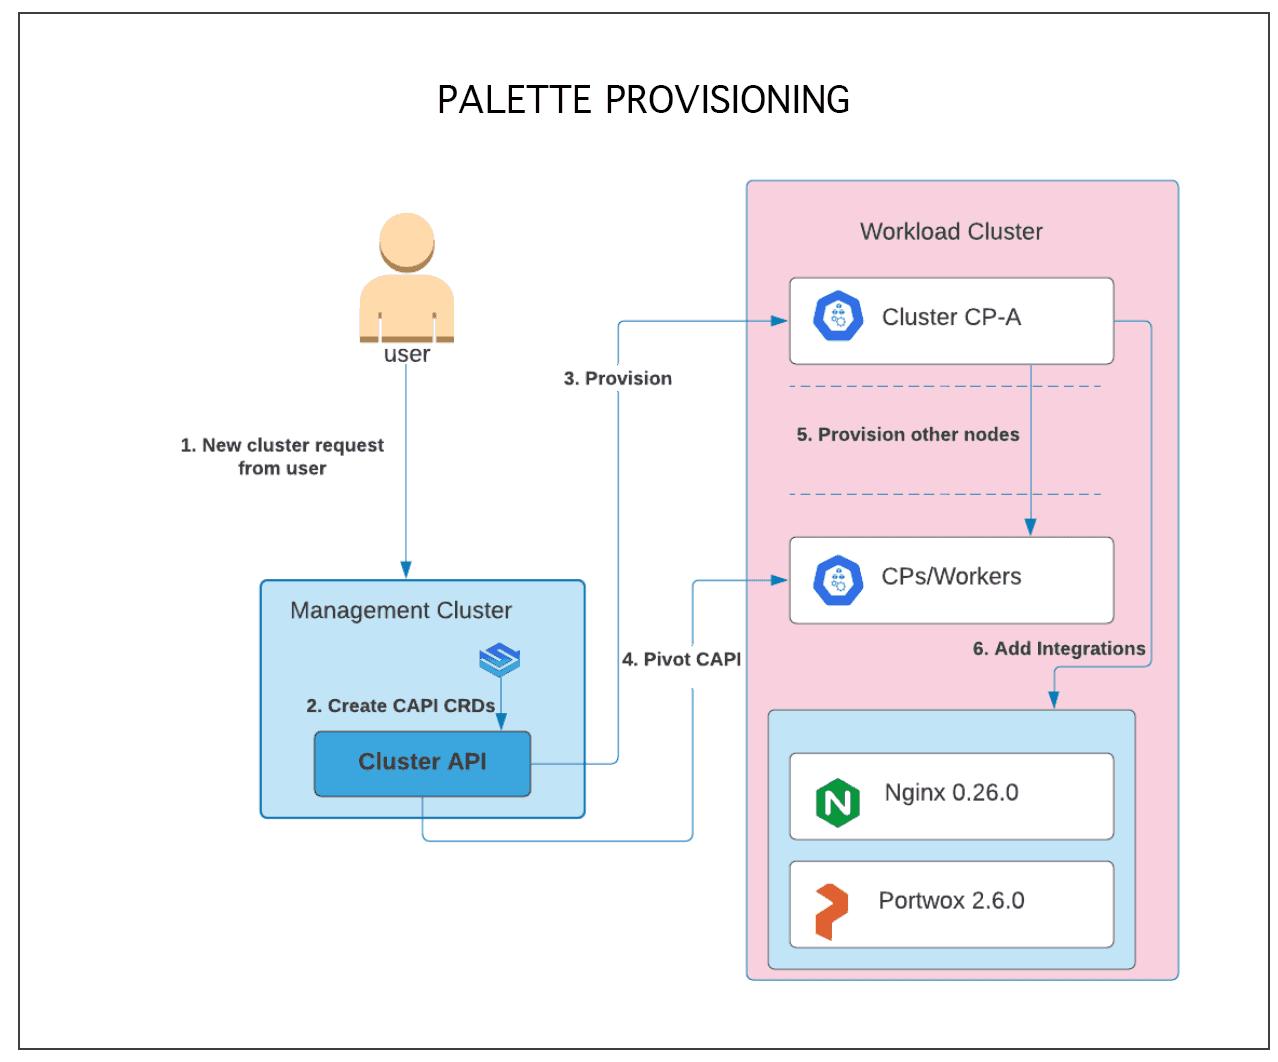 PALETTE PROVISIONING
Workload Cluster
Cluster CP-A
user
3. Provision
1. New cluster request
from user
5. Provision other nodes
CPs/Workers
Management Cluster
4. Pivot CAPI
6. Add Integrations
2. Create CAPI CRDs
Cluster API
Nginx 0.26.0
Portwox 2.6.0